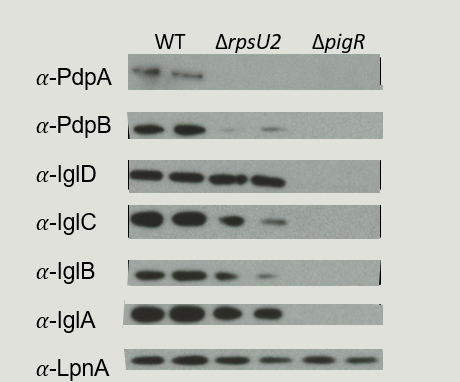 WT ΔrpsU2 ΔpigR
α-PdpA
α-PdpB
α-IglD
α-IglC
α-IglB
α-IglA
α-LpnA